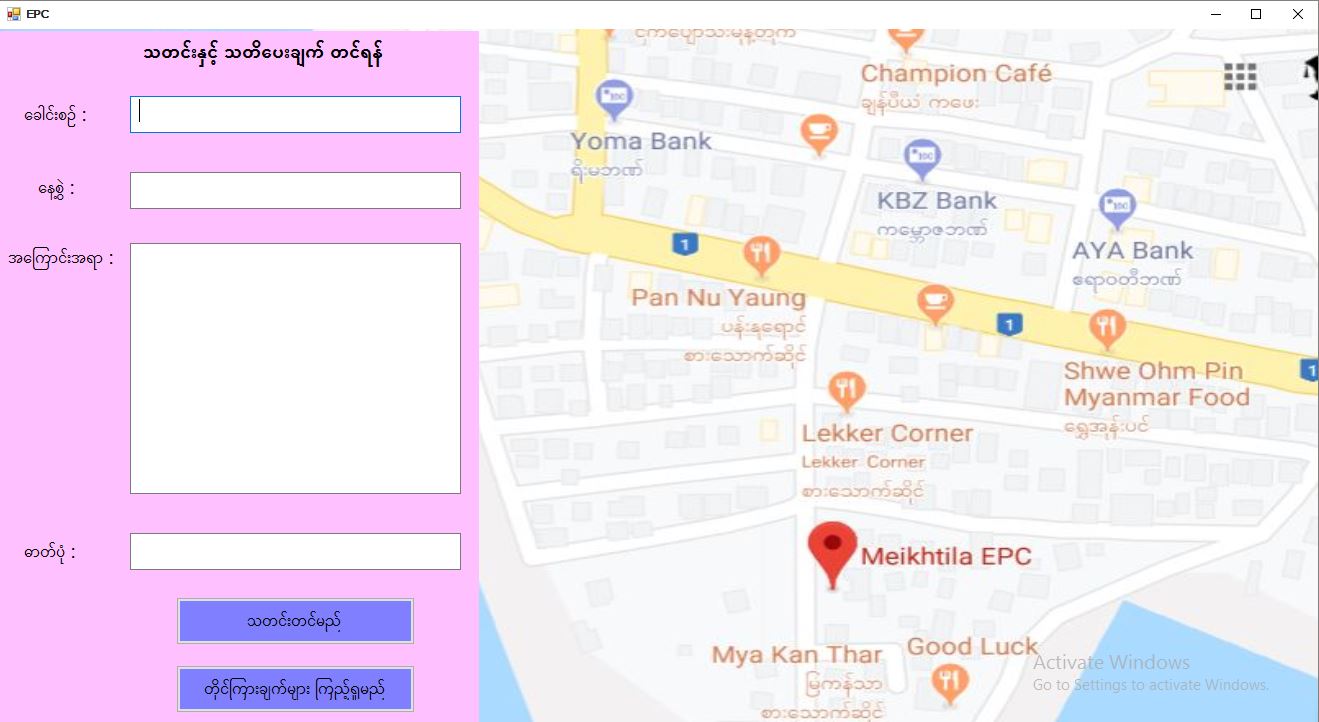 EPC
သတင်းနှင့် သတိပေးချက် တင်ရန်
ခေါင်းစဉ် :
နေ့စွဲ :
အကြောင်းအရာ :
ဓာတ်ပုံ :
သတင်းတင်မည်
တိုင်ကြားချက်များ ကြည့်ရှုမည်
Champion Café
ချန်ပီယံ ကဖေး
Yoma Bank
ရိုးမဘဏ်
KBZ Bank
ကမ္ဘောဇဘဏ်
AYA Bank
ဧရာဝတီဘဏ်
1
Pan Nu Yaung
ပန်းနုရောင်
စားသောက်ဆိုင်
1
1
Shwe Ohm Pin
Myanmar Food
ရွှေအုန်းပင်
Lekker Corner
Lekker Corner
စားသောက်ဆိုင်
Meikhtila EPC
Mya Kan Thar
မြကန်သာ
စားသောက်ဆိုင်
Good Luck
Activate Windows
Go to Settings to activate Windows.